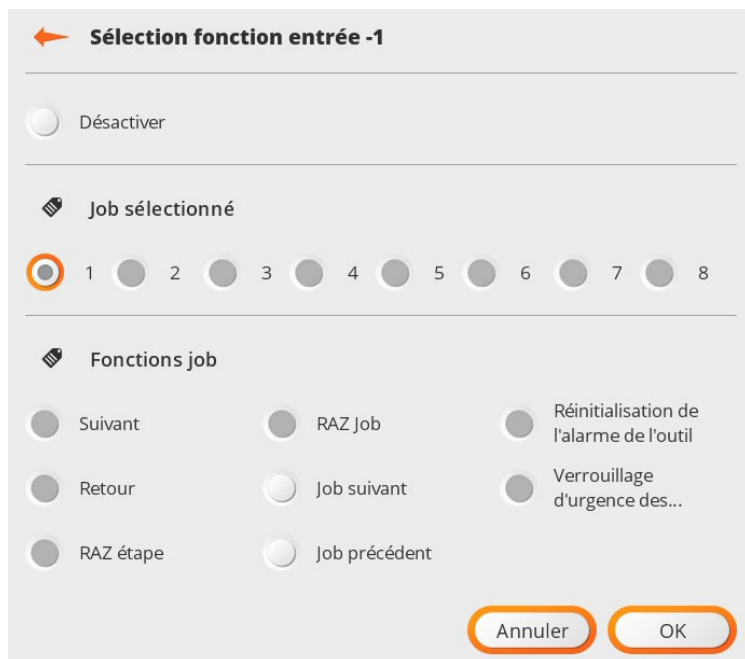 Sélection fonction entrée -1
Désactiver
Job sélectionné
1 2 3 4 5 6 7 8
Fonctions job
Suivant
RAZ Job
Réinitialisation de
l'alarme de l'outil
Retour
Job suivant
Verrouillage
d'urgence des...
RAZ étape
Job précédent
Annuler
OK